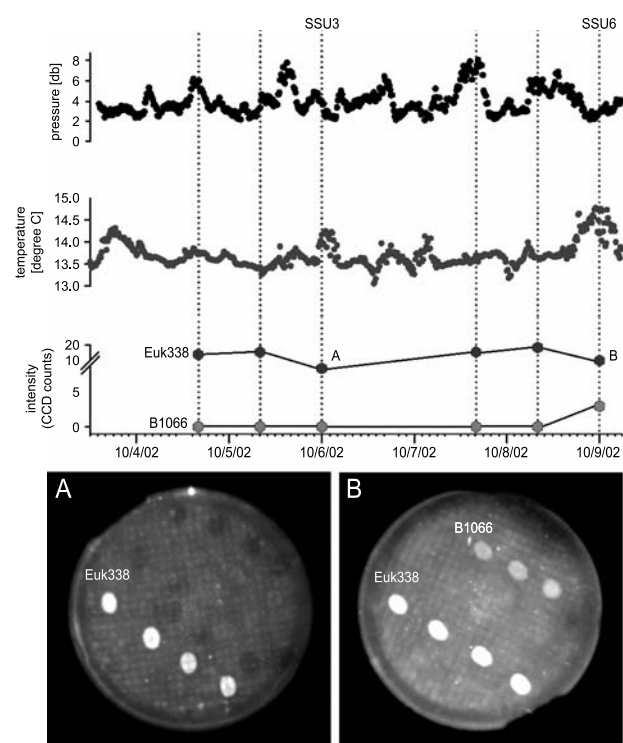 SSU3 SSU6
pressure [db]
8
6
4
2
0
temperature
[degree C]
15.0
14.5
14.0
13.5
13.0
intensity
(CCD counts)
20
10
5
0
Euk338
A
B
B1066
10/4/02 10/5/02 10/6/02 10/7/02 10/8/02 10/9/02
A
Euk338
B
B1066
Euk338